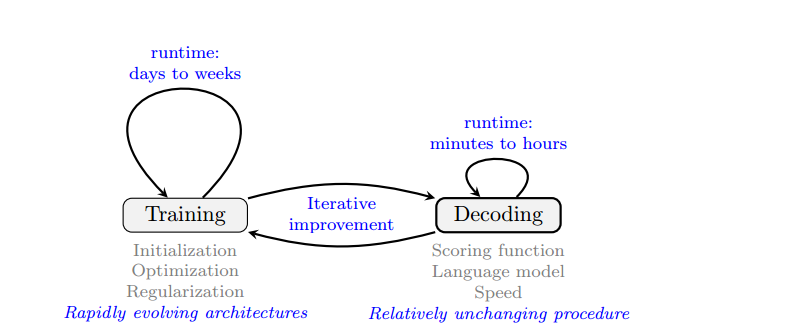 runtime:
days to weeks
runtime:
minutes to hours
Training
Iterative
improvement
Decoding
Initialization
Optimization
Regularization
Rapidly evolving architectures
Scoring function
Language model
Speed
Relatively unchanging procedure